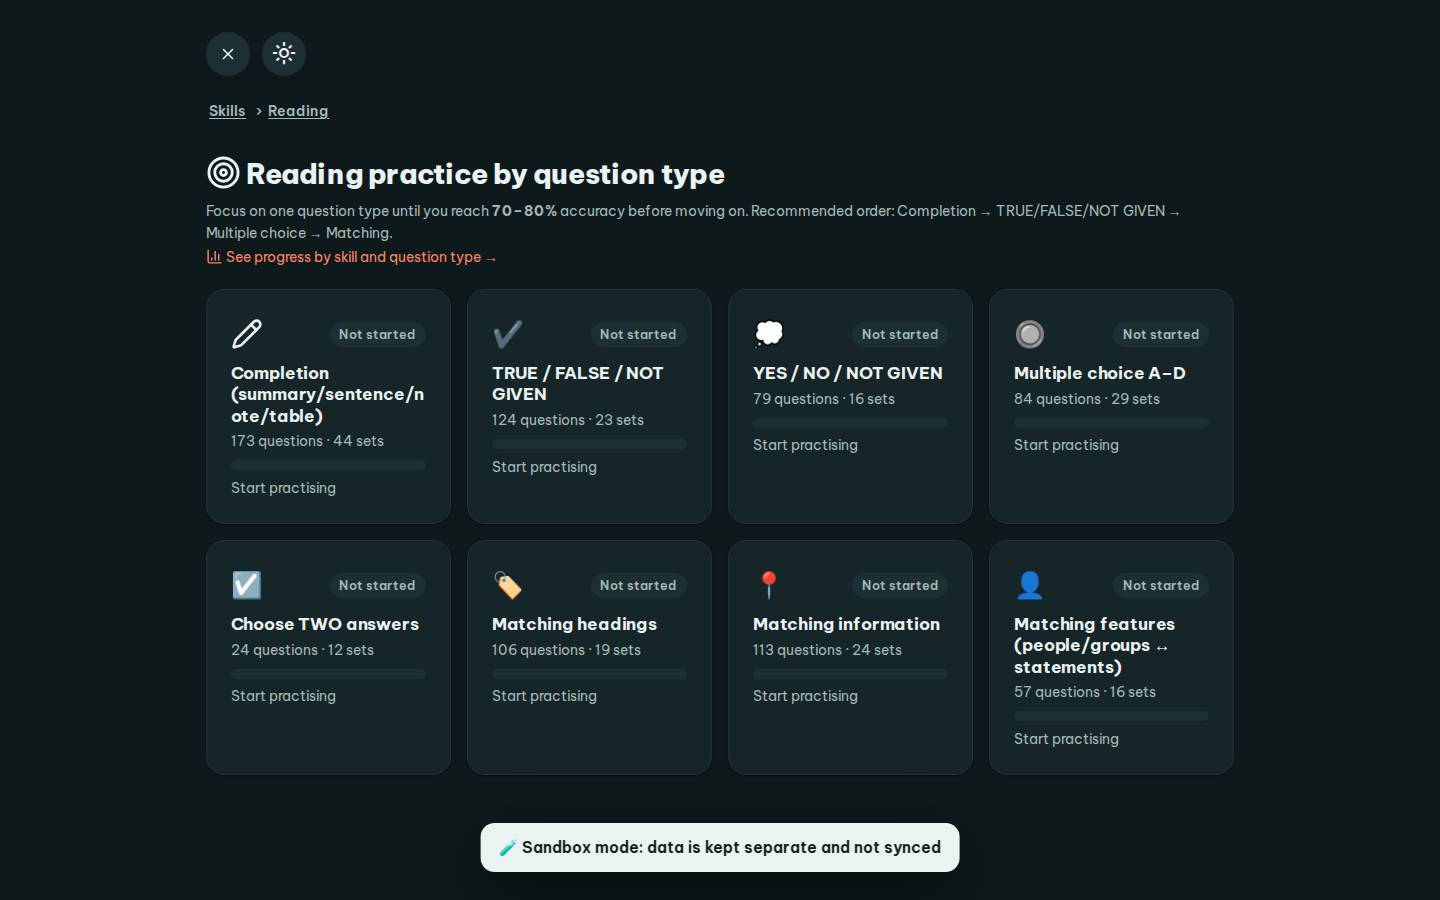 Skills › Reading
Reading practice by question type
Focus on one question type until you reach 70–80% accuracy before moving on. Recommended order: Completion → TRUE/FALSE/NOT GIVEN →
Multiple choice → Matching.
See progress by skill and question type →
Not started
Completion
(summary/sentence/n
ote/table)
173 questions · 44 sets
Start practising
Not started
TRUE / FALSE / NOT
GIVEN
124 questions · 23 sets
Start practising
Not started
YES / NO / NOT GIVEN
79 questions · 16 sets
Start practising
Not started
Multiple choice A–D
84 questions · 29 sets
Start practising
Not started
Choose TWO answers
24 questions · 12 sets
Start practising
Not started
Matching headings
106 questions · 19 sets
Start practising
Not started
Matching information
113 questions · 24 sets
Start practising
Not started
Matching features
(people/groups ↔
statements)
57 questions · 16 sets
Start practising
Sandbox mode: data is kept separate and not synced